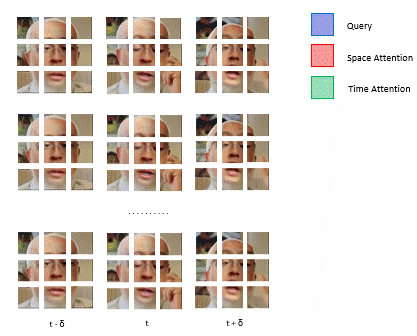 Query
Space Attention
Time Attention
..........
t - δ
t
t + δ